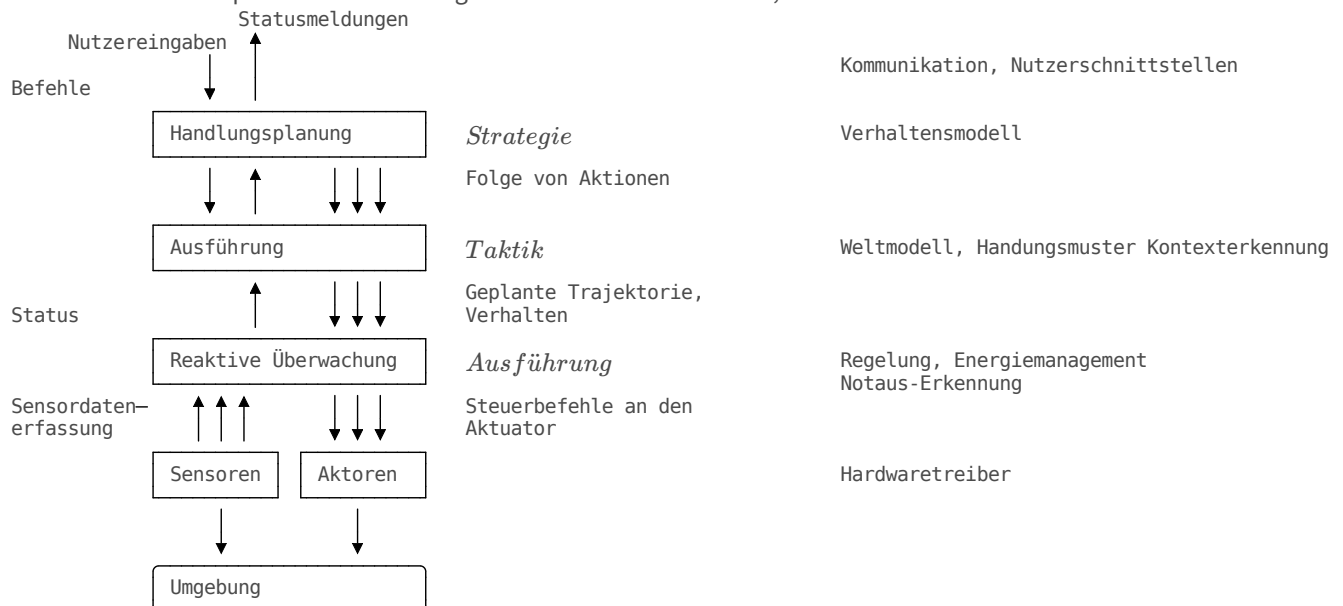 Statusmeldungen
Nutzereingaben
Kommunikation, Nutzerschnittstellen
Befehle
Handlungsplanung Strategie Verhaltensmodell
Folge von Aktionen
Ausführung Taktik Weltmodell, Handungsmuster Kontexterkennung
Geplante Trajektorie,
Status Verhalten
Reaktive Überwachung Ausführung Regelung, Energiemanagement
Notaus-Erkennung
Sensordaten— Steuerbefehle an den
erfassung Aktuator
Sensoren Aktoren Hardwaretreiber
Umgebung